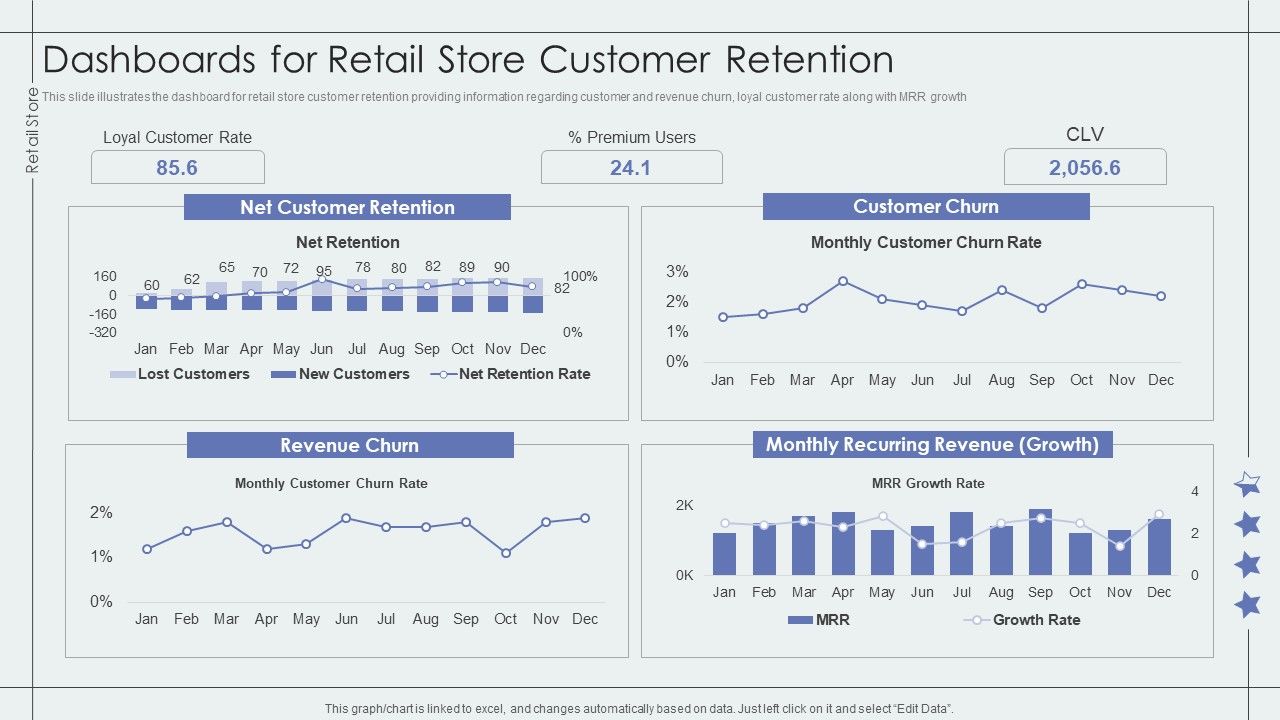 Dashboards for Retail Store Customer Retention
This slide illustrates the dashboard for retail store customer retention providing information regarding customer and revenue churn, loyal customer rate along with MRR growth
Retail Store
Loyal Customer Rate
85.6
% Premium Users
24.1
CLV
2,056.6
Net Customer Retention
Net Retention
160
0
-160
-320
60 62 65 70 72 95 78 80 82 89 90 82
100%
0%
Jan Feb Mar Apr May Jun Jul Aug Sep Oct Nov Dec
Lost Customers New Customers Net Retention Rate
Customer Churn
Monthly Customer Churn Rate
3%
2%
1%
0%
Jan Feb Mar Apr May Jun Jul Aug Sep Oct Nov Dec
Revenue Churn
Monthly Customer Churn Rate
2%
1%
0%
Jan Feb Mar Apr May Jun Jul Aug Sep Oct Nov Dec
Monthly Recurring Revenue (Growth)
MRR Growth Rate
2K
0K
4
2
0
Jan Feb Mar Apr May Jun Jul Aug Sep Oct Nov Dec
MRR Growth Rate
This graph/chart is linked to excel, and changes automatically based on data. Just left click on it and select “Edit Data”.